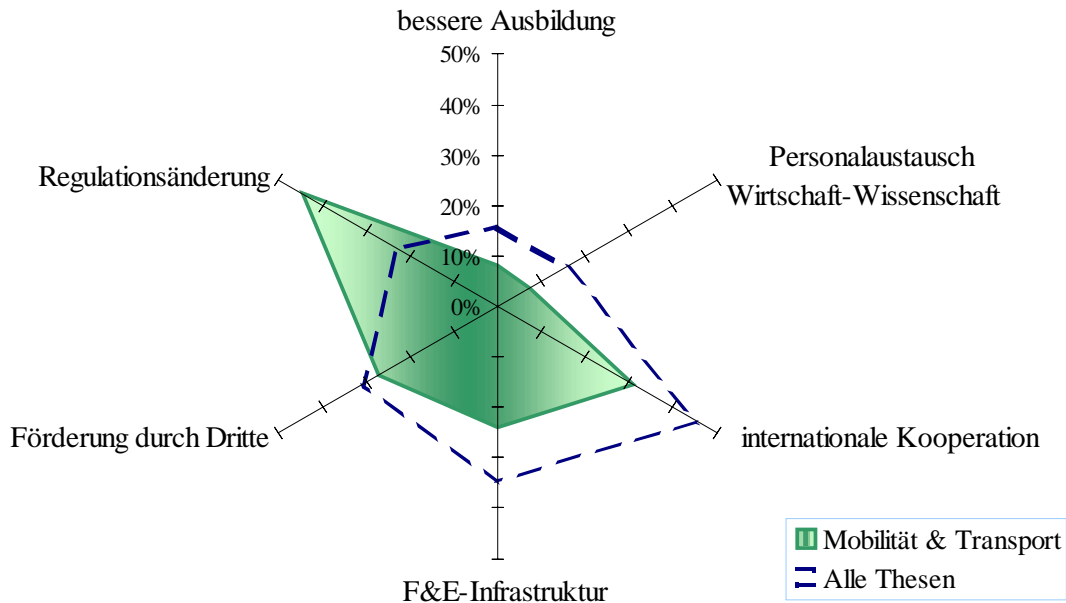 bessere Ausbildung
50%
40%
30%
20%
10%
0%
Personalaustausch
Wirtschaft-Wissenschaft
Regulationsänderung
Förderung durch Dritte
internationale Kooperation
F&E-Infrastruktur
Mobilität & Transport
Alle Thesen